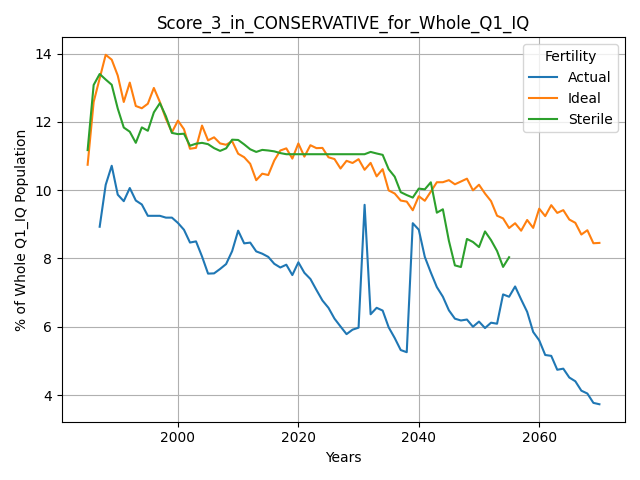 Score_3_in_CONSERVATIVE_for_Whole_Q1_IQ
Fertility
Actual
Ideal
Sterile
% of Whole Q1_IQ Population
14
12
10
8
6
4
2000
2020
2040
2060
Years